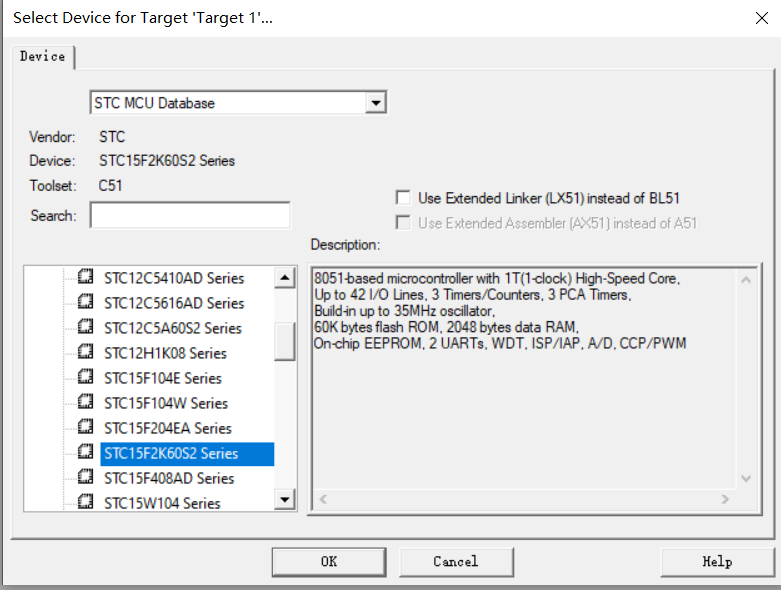 Select Device for Target 'Target 1'...
Device
STC MCU Database
Vendor: STC
Device: STC15F2K60S2 Series
Toolset: C51
Search:
Use Extended Linker (LX51) instead of BL51
Use Extended Assembler (AX51) instead of A51
Description:
STC12C5410AD Series
STC12C5616AD Series
STC12C5A60S2 Series
STC12H1K08 Series
STC15F104E Series
STC15F104W Series
STC15F204EA Series
STC15F2K60S2 Series
STC15F408AD Series
STC15W104 Series
8051-based microcontroller with 1T(1-clock) High-Speed Core,
Up to 42 I/O Lines, 3 Timers/Counters, 3 PCA Timers,
Build-in up to 35MHz oscillator,
60K bytes flash ROM, 2048 bytes data RAM,
On-chip EEPROM, 2 UARTs, WDT, ISP/IAP, A/D, CCP/PWM
OK
Cancel
Help